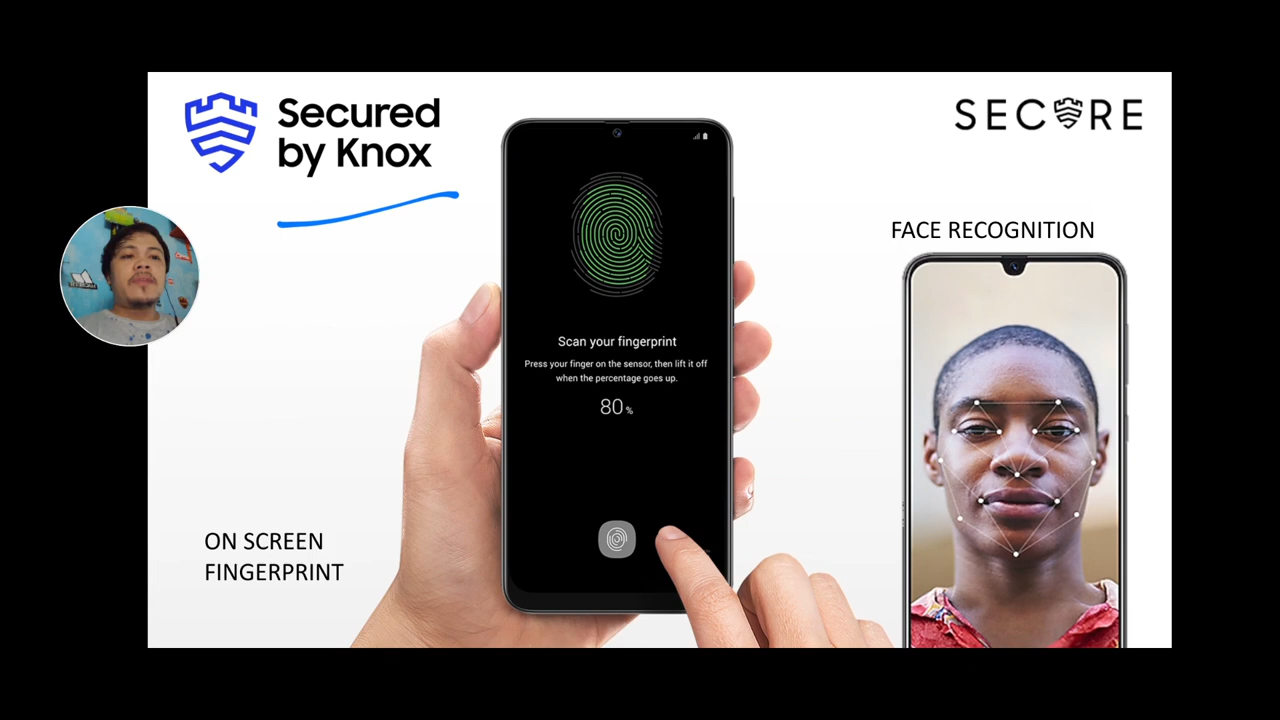 Secured
by Knox
SECURE
FACE RECOGNITION
Scan your fingerprint
Press your finger on the sensor, then lift it off
when the percentage goes up.
80%
ON SCREEN
FINGERPRINT